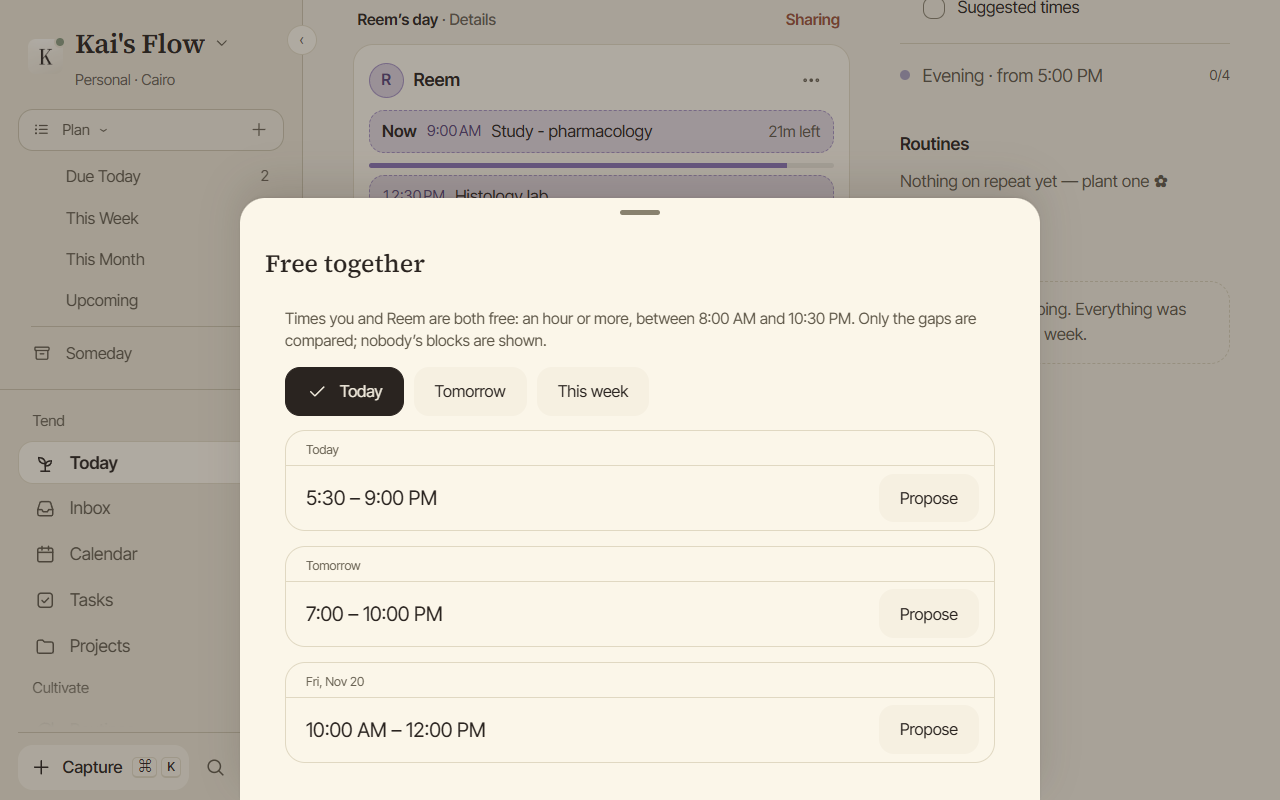 K
Kai's Flow
Personal · Cairo
Plan
Due Today 2
This Week
This Month
Upcoming
Someday
Tend
Today
Inbox
Calendar
Tasks
Projects
Cultivate
Capture ⌘ K
Reem’s day · Details Sharing
R Reem
Now 9:00 AM Study - pharmacology 21m left
12:30 PM Histology lab
Suggested times
Evening · from 5:00 PM 0/4
Routines
Nothing on repeat yet — plant one ✿
Everything was
week.
Free together
Times you and Reem are both free: an hour or more, between 8:00 AM and 10:30 PM. Only the gaps are
compared; nobody’s blocks are shown.
Today Tomorrow This week
Today
5:30 – 9:00 PM Propose
Tomorrow
7:00 – 10:00 PM Propose
Fri, Nov 20
10:00 AM – 12:00 PM Propose